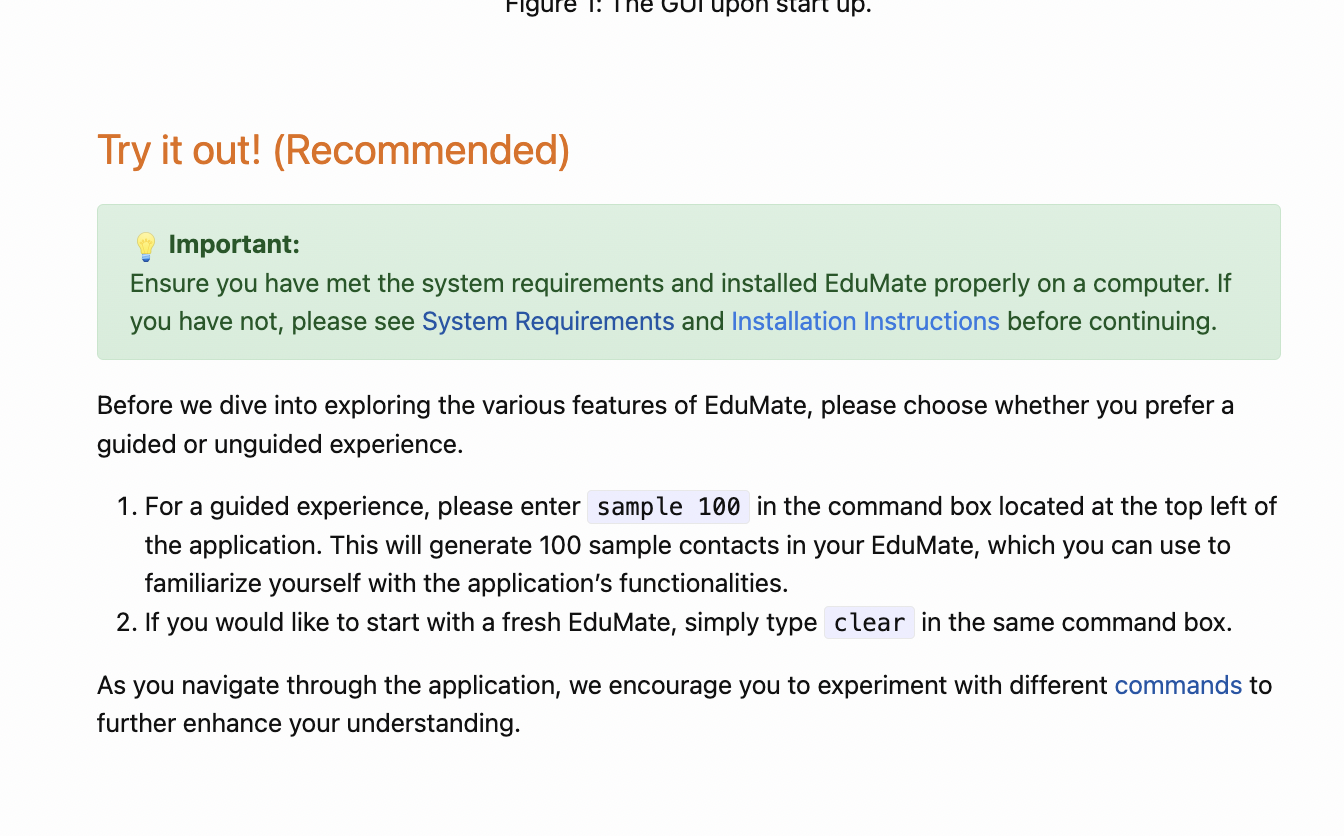 Figure 1: The GUI upon start up.
Try it out! (Recommended)
💡 Important:
Ensure you have met the system requirements and installed EduMate properly on a computer. If
you have not, please see System Requirements and Installation Instructions before continuing.
Before we dive into exploring the various features of EduMate, please choose whether you prefer a
guided or unguided experience.
1. For a guided experience, please enter sample 100 in the command box located at the top left of
the application. This will generate 100 sample contacts in your EduMate, which you can use to
familiarize yourself with the application’s functionalities.
2. If you would like to start with a fresh EduMate, simply type clear in the same command box.
As you navigate through the application, we encourage you to experiment with different commands to
further enhance your understanding.